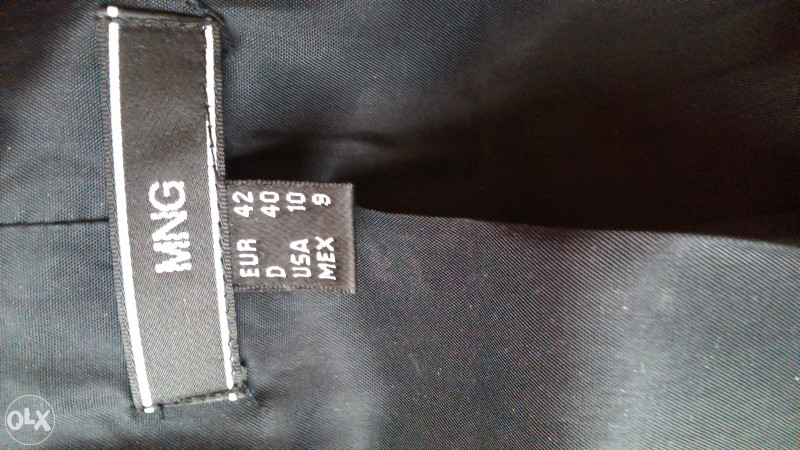 MNG
EUR 42
D 40
USA 10
MEX 9
OLX